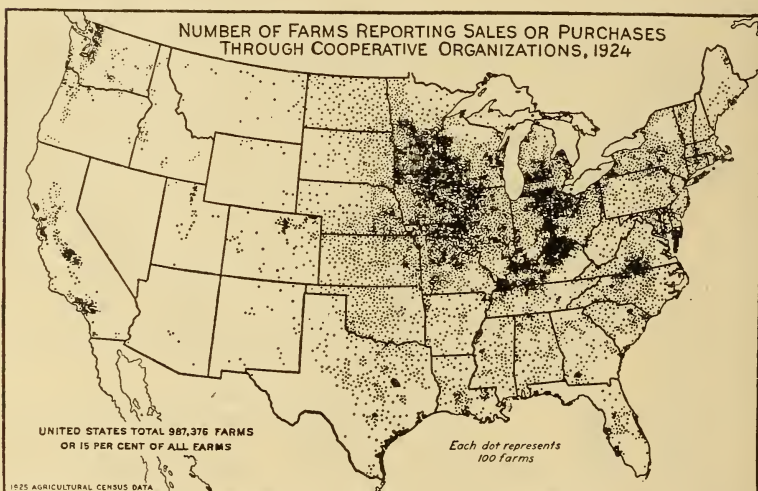 NUMBER OF FARMS REPORTING SALES OR PURCHASES
THROUGH COOPERATIVE ORGANIZATIONS, 1924
UNITED STATES TOTAL 987,376 FARMS
OR 15 PER CENT OF ALL FARMS
Each dot represents
100 farms
1925 AGRICULTURAL CENSUS DATA